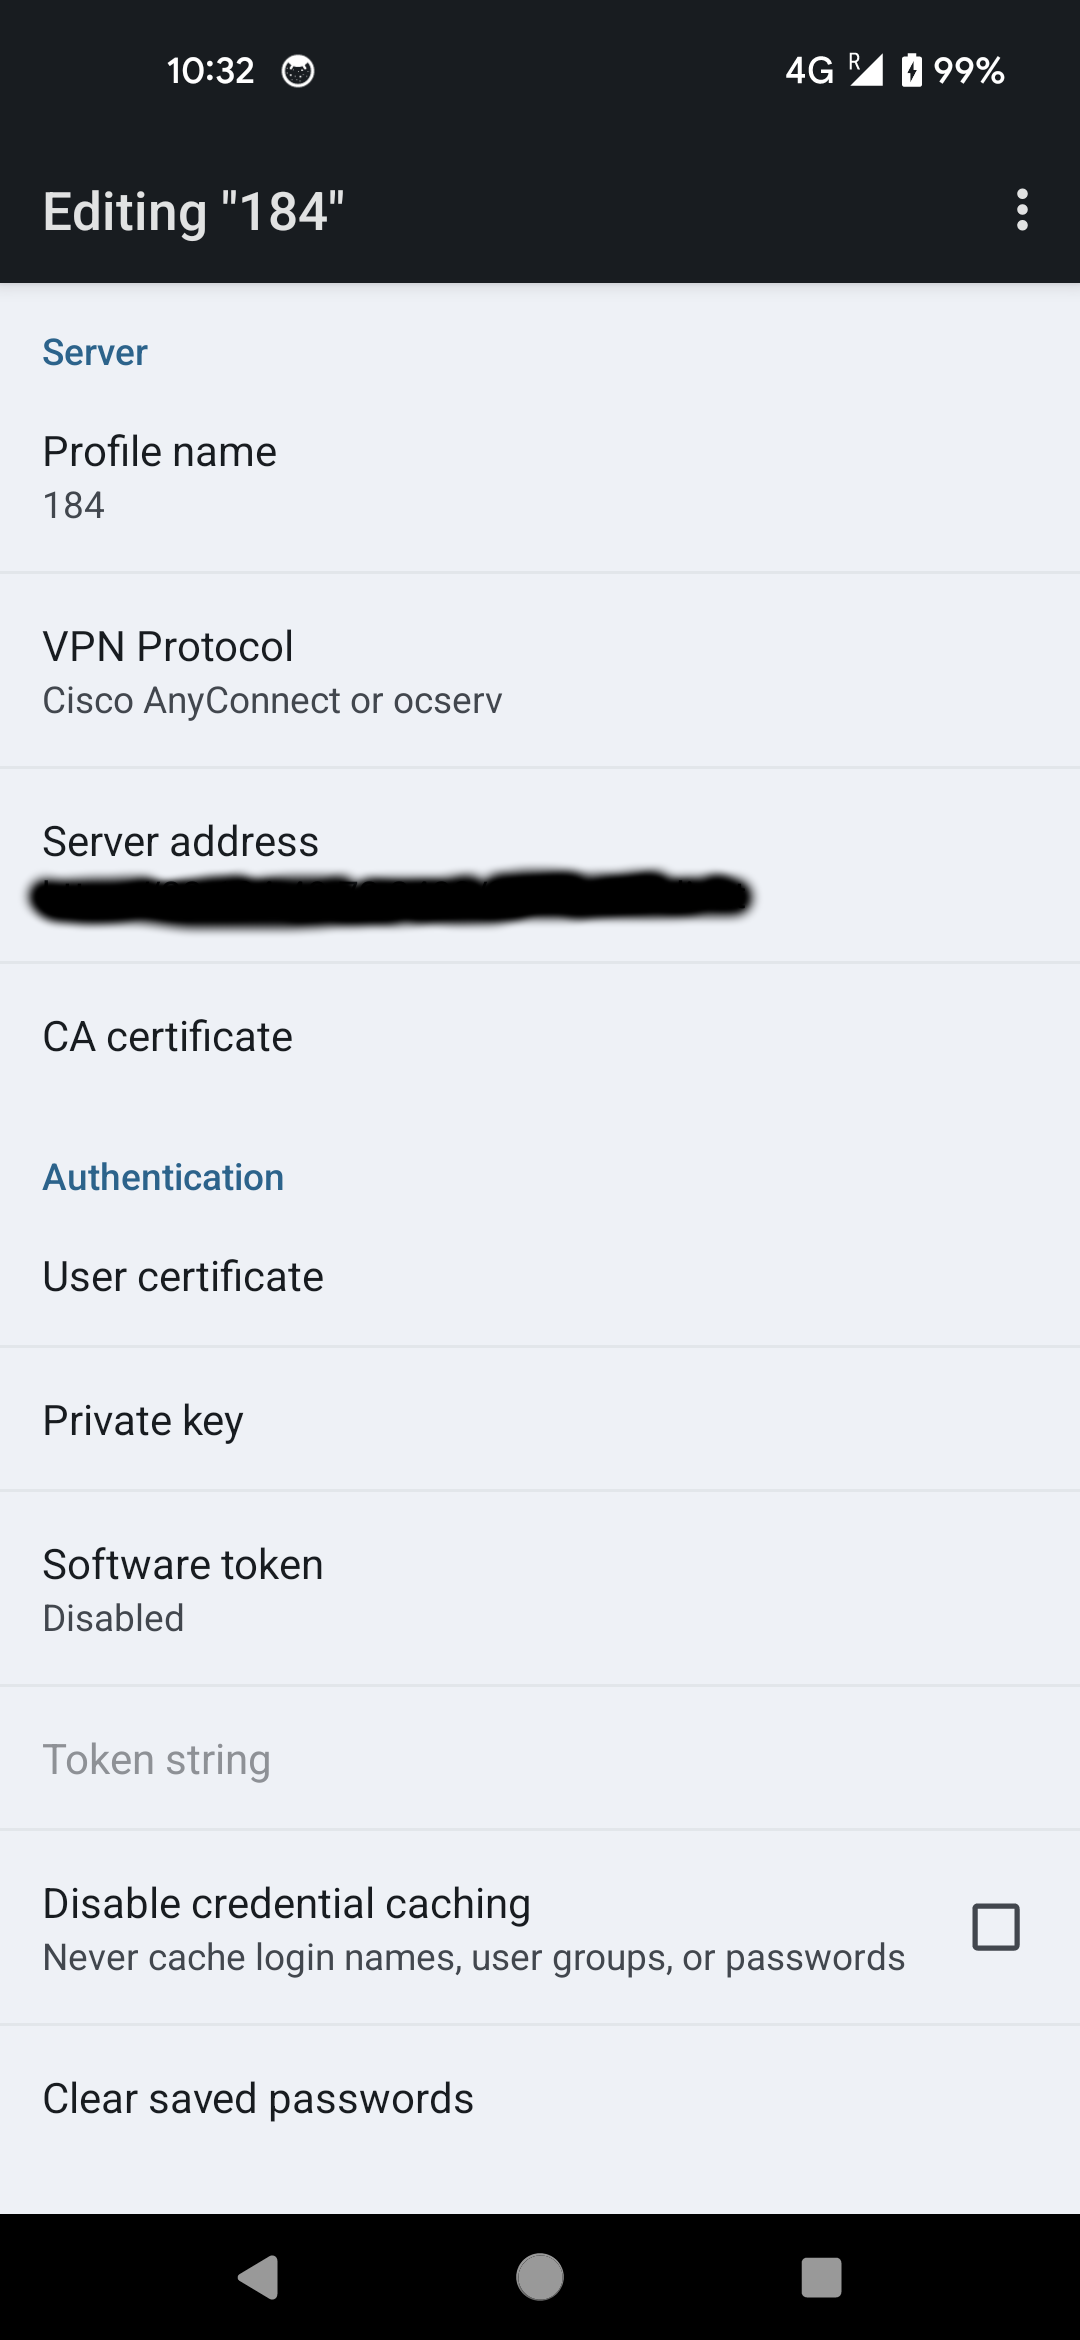 10:32
4G R 99%
Editing "184"
Server
Profile name
184
VPN Protocol
Cisco AnyConnect or ocserv
Server address
CA certificate
Authentication
User certificate
Private key
Software token
Disabled
Token string
Disable credential caching
Never cache login names, user groups, or passwords
Clear saved passwords